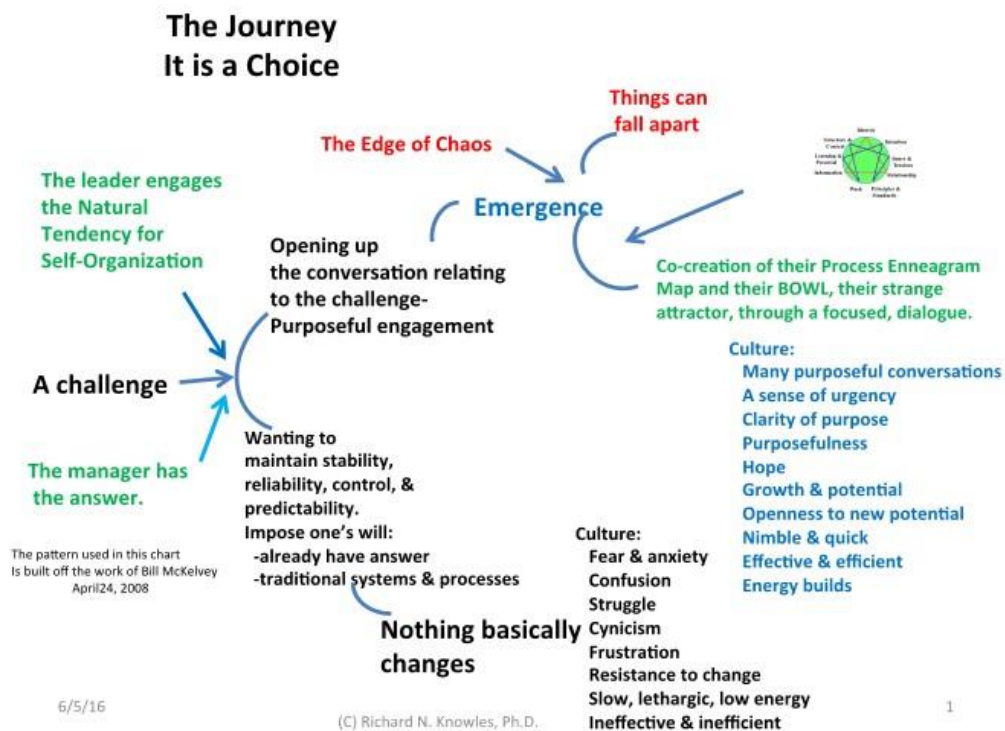 The Journey
It is a Choice
Things can
fall apart
The Edge of Chaos
Identity
Relationship
Information
The leader engages
the Natural
Tendency for
Self-Organization
Emergence
Opening up
the conversation relating
to the challenge-
Purposeful engagement
Co-creation of their Process Enneagram
Map and their BOWL, their strange
attractor, through a focused, dialogue.
A challenge
The manager has
the answer.
Wanting to
maintain stability,
reliability, control, &
predictability.
Impose one's will:
-already have answer
-traditional systems & processes
Culture:
Many purposeful conversations
A sense of urgency
Clarity of purpose
Purposefulness
Hope
Growth & potential
Openness to new potential
Nimble & quick
Effective & efficient
Energy builds
The pattern used in this chart
Is built off the work of Bill McKelvey
April24, 2008
Nothing basically
changes
Culture:
Fear & anxiety
Confusion
Struggle
Cynicism
Frustration
Resistance to change
Slow, lethargic, low energy
Ineffective & inefficient
6/5/16
(C) Richard N. Knowles, Ph.D.
1